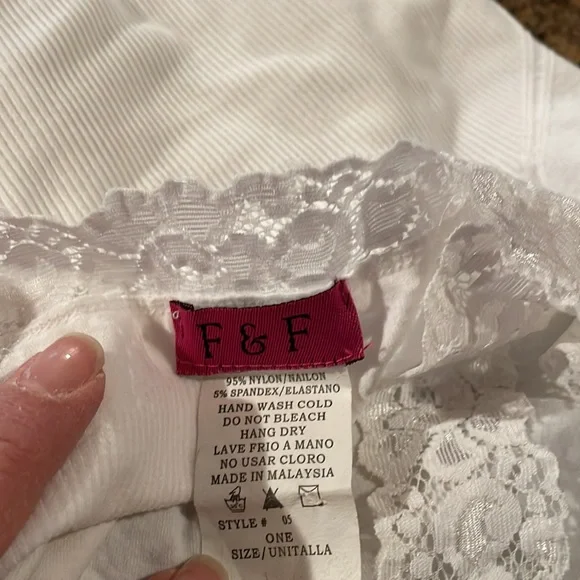 F & F
95% NYLON/NAILON
5% SPANDEX/ELASTANO
HAND WASH COLD
DO NOT BLEACH
HANG DRY
LAVE FRIO A MANO
NO USAR CLORO
MADE IN MALAYSIA
STYLE # 05
ONE
SIZE/UNITALLA